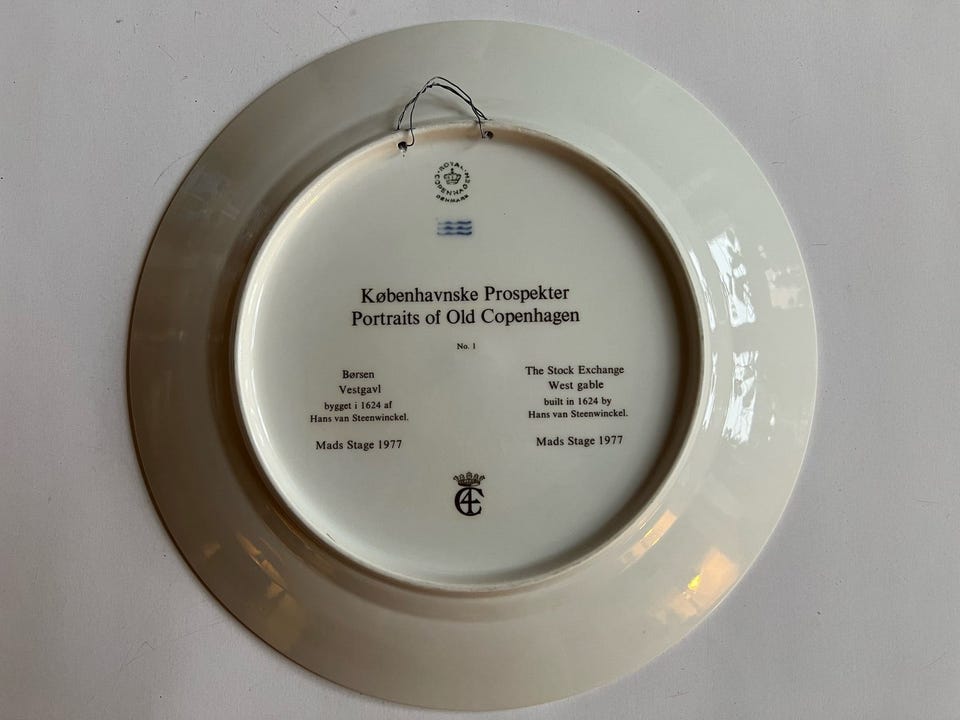 ROYAL COPENHAGEN
DENMARK
Københavnske Prospekter
Portraits of Old Copenhagen
No. 1
Børsen
Vestgavl
bygget i 1624 af
Hans van Steenwinckel.
Mads Stage 1977
The Stock Exchange
West gable
built in 1624 by
Hans van Steenwinckel.
Mads Stage 1977
C4